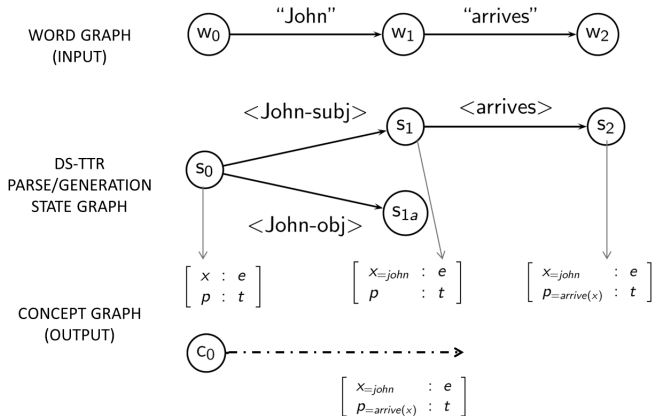 WORD GRAPH
(INPUT)
w0 “John” w1 “arrives” w2
<John-subj>
<arrives>
s0 s1 s2
DS-TTR
PARSE/GENERATION
STATE GRAPH
s1a
<John-obj>
[ x : e
p : t ]
[ x=john : e
p : t ]
[ x=john : e
p=arrive(x) : t ]
CONCEPT GRAPH
(OUTPUT)
c0
[ x=john : e
p=arrive(x) : t ]